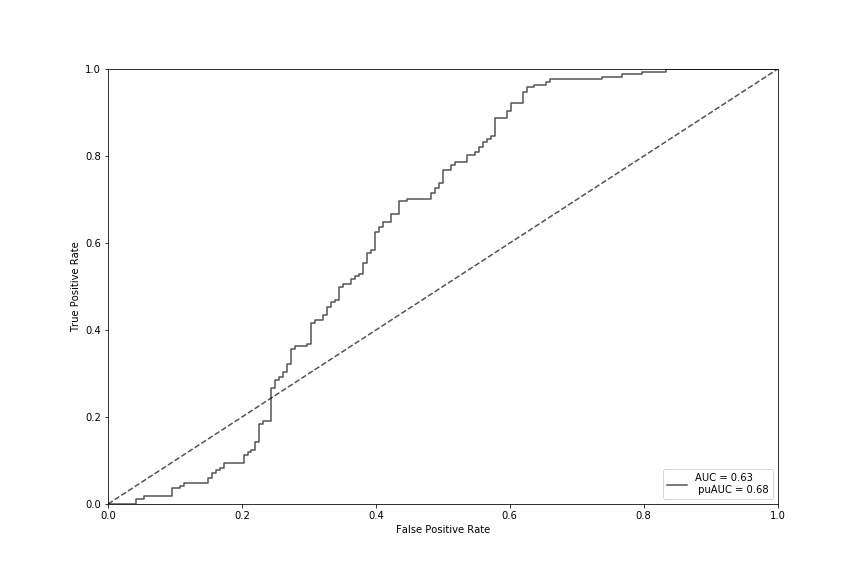 1.0
0.8
0.6
0.4
0.2
0.0
True Positive Rate
0.0 0.2 0.4 0.6 0.8 1.0
False Positive Rate
AUC = 0.63
puAUC = 0.68